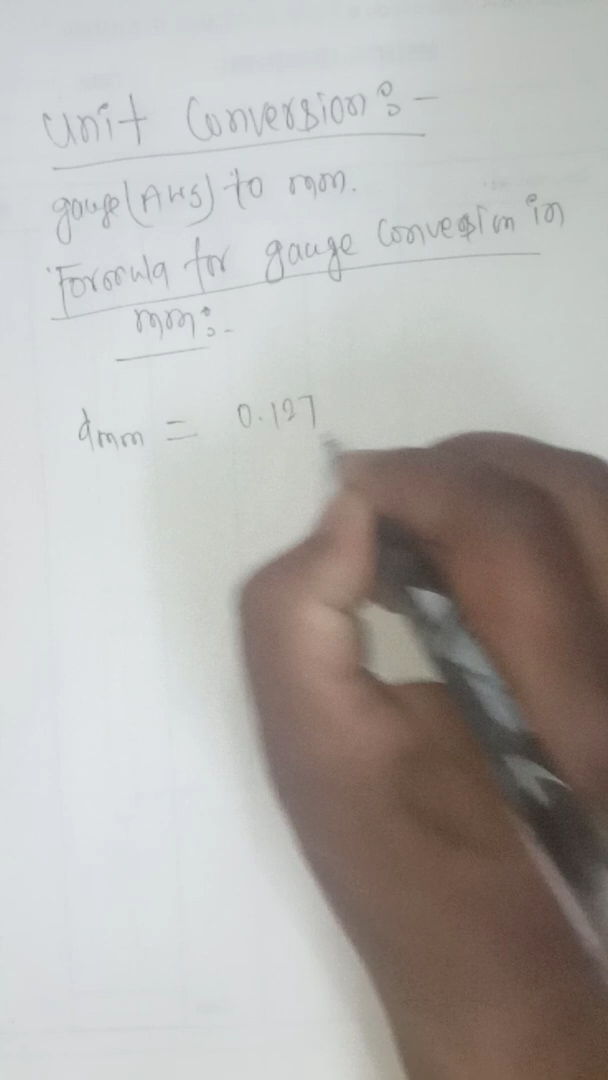 Unit Conversion:-
gauge(AWG) to mm.
Formula for gauge conversion in
mm:-
dmm = 0.127